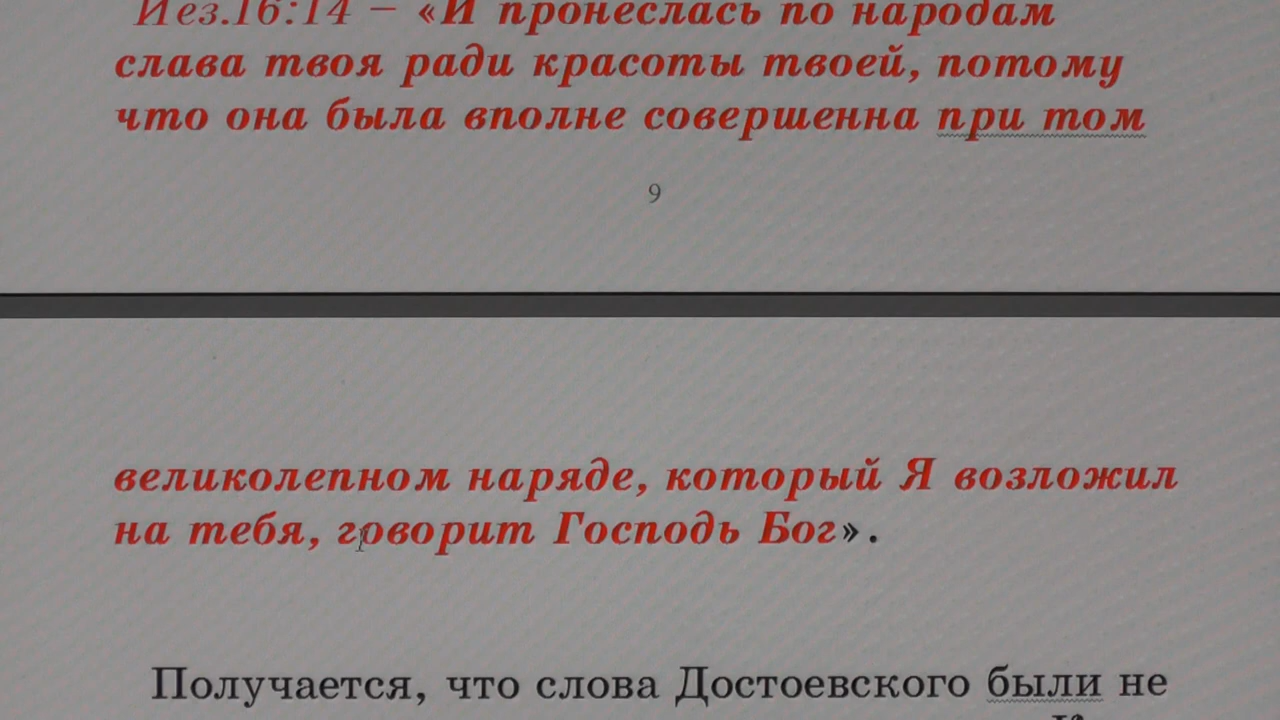 Иез.16:14 – «И пронеслась по народам
слава твоя ради красоты твоей, потому
что она была вполне совершенна при том
9
великолепном наряде, который Я возложил
на тебя, говорит Господь Бог».
Получается, что слова Достоевского были не